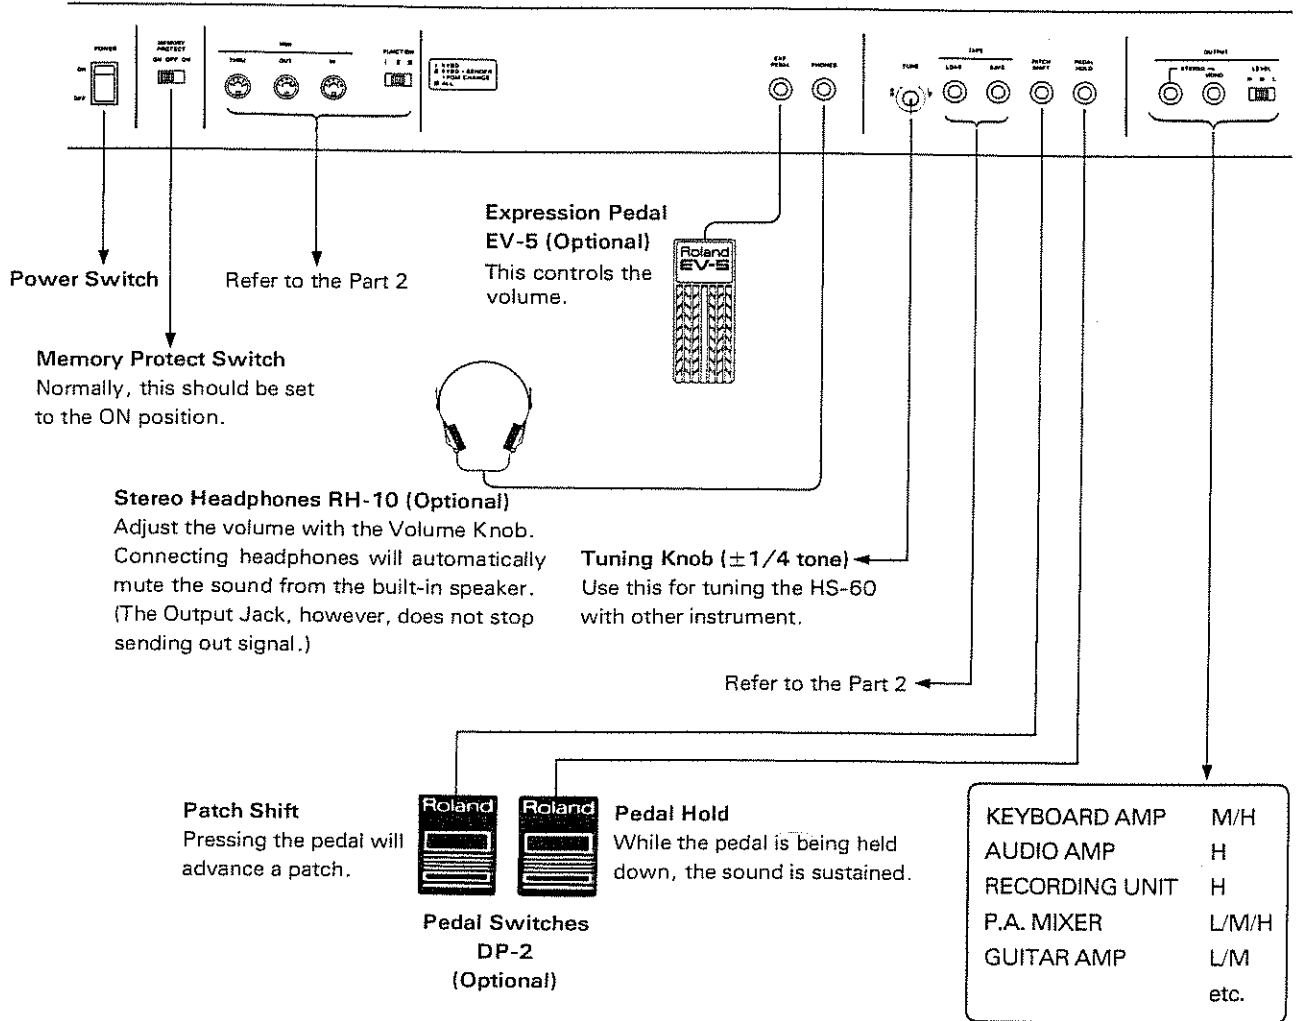 POWER
ON
OFF
MEMORY
PROTECT
ON OFF ON
MIDI
THRU OUT IN
FUNCTION
ALL
EXP.
PEDAL
PHONES
TUNE
TAPE
LOAD SAVE
PATCH
SHIFT
PEDAL
HOLD
OUTPUT
STEREO
MONO
LEVEL
H M L
Power Switch
Refer to the Part 2
Memory Protect Switch
Normally, this should be set
to the ON position.
Expression Pedal
EV-5 (Optional)
This controls the
volume.
Roland
EV-5
Stereo Headphones RH-10 (Optional)
Adjust the volume with the Volume Knob.
Connecting headphones will automatically
mute the sound from the built-in speaker.
(The Output Jack, however, does not stop
sending out signal.)
Tuning Knob (±1/4 tone)
Use this for tuning the HS-60
with other instrument.
Refer to the Part 2
Patch Shift
Pressing the pedal will
advance a patch.
Roland
Roland
Pedal Hold
While the pedal is being held
down, the sound is sustained.
Pedal Switches
DP-2
(Optional)
KEYBOARD AMP M/H
AUDIO AMP H
RECORDING UNIT H
P.A. MIXER L/M/H
GUITAR AMP L/M
etc.